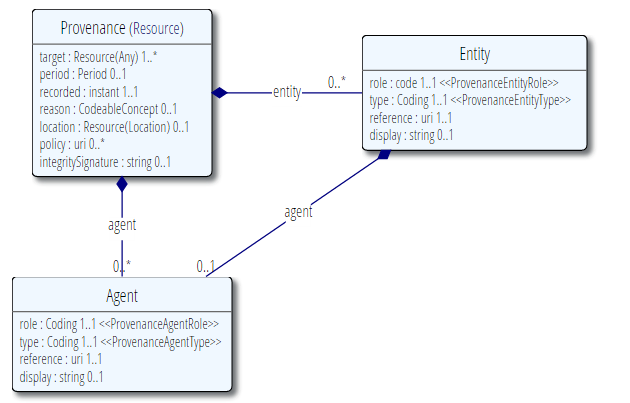 Provenance (Resource)
target : Resource(Any) 1..*
period : Period 0..1
recorded : instant 1..1
reason : CodeableConcept 0..1
location : Resource(Location) 0..1
policy : uri 0..*
integritySignature : string 0..1
entity
0..*
Entity
role : code 1..1 <<ProvenanceEntityRole>>
type : Coding 1..1 <<ProvenanceEntityType>>
reference : uri 1..1
display : string 0..1
agent
0..*
agent
0..1
Agent
role : Coding 1..1 <<ProvenanceAgentRole>>
type : Coding 1..1 <<ProvenanceAgentType>>
reference : uri 1..1
display : string 0..1